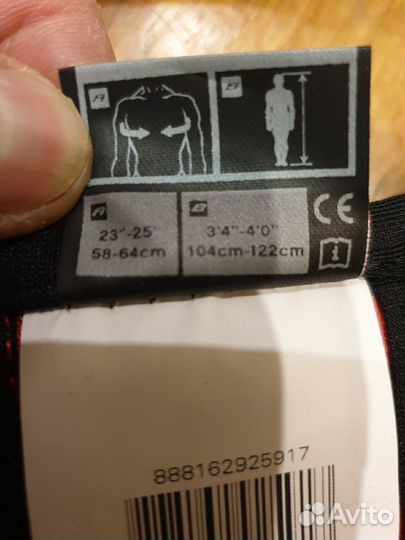 A
B
A
B
23"-25"
3'4"-4'0"
58-64cm
104cm-122cm
CE
i
888162925917
Avito